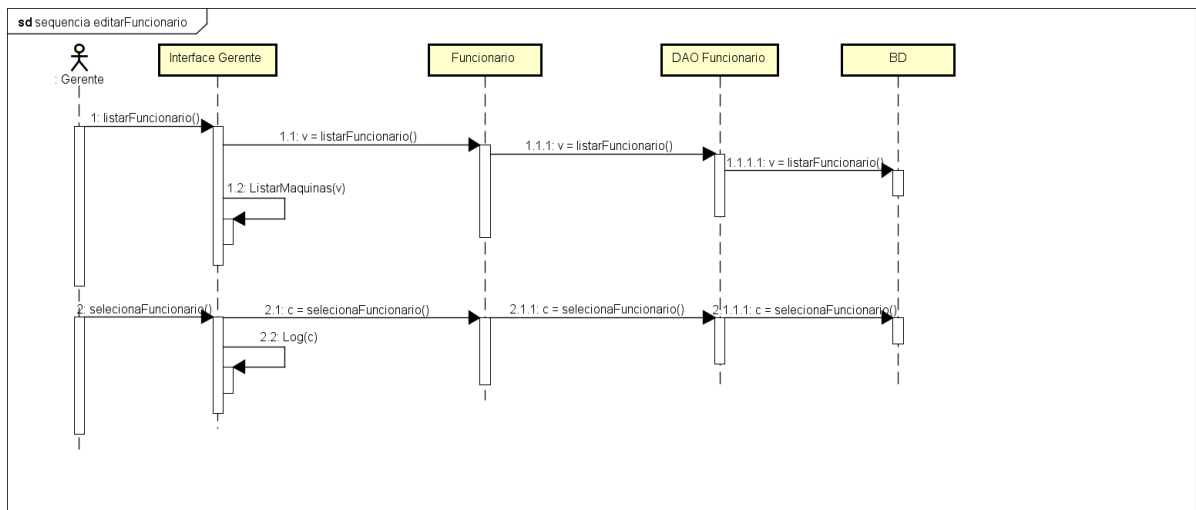 sd sequencia editarFuncionario
: Gerente
Interface Gerente
Funcionario
DAO Funcionario
BD
1: listarFuncionario()
1.1: v = listarFuncionario()
1.1.1: v = listarFuncionario()
1.1.1.1: v = listarFuncionario()
1.2: ListarMaquinas(v)
2: selecionaFuncionario()
2.1: c = selecionaFuncionario()
2.1.1: c = selecionaFuncionario()
2.1.1.1: c = selecionaFuncionario()
2.2: Log(c)